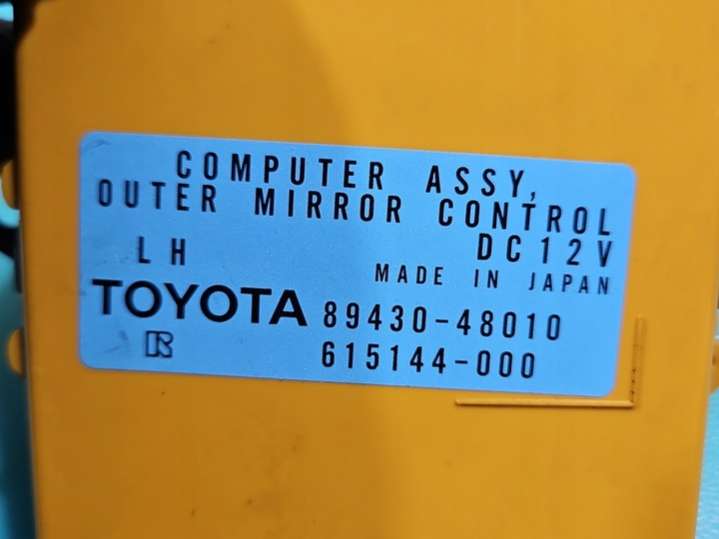 COMPUTER ASSY,
OUTER MIRROR CONTROL
LH DC12V
MADE IN JAPAN
TOYOTA 89430-48010
615144-000